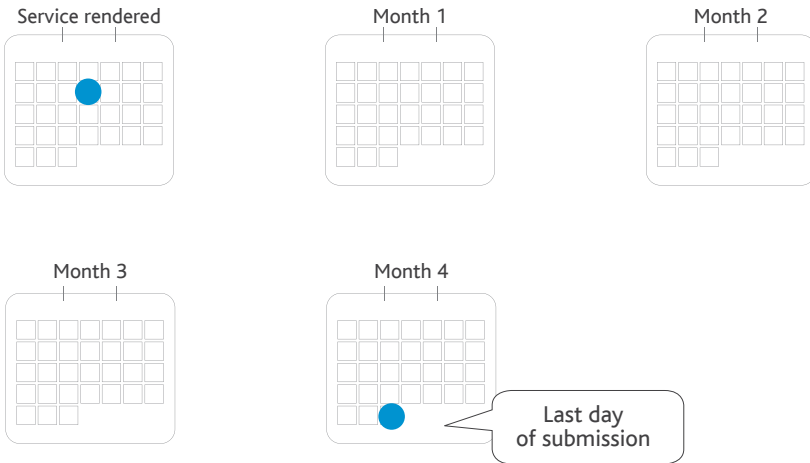 Service rendered
Month 1
Month 2
Month 3
Month 4
Last day
of submission